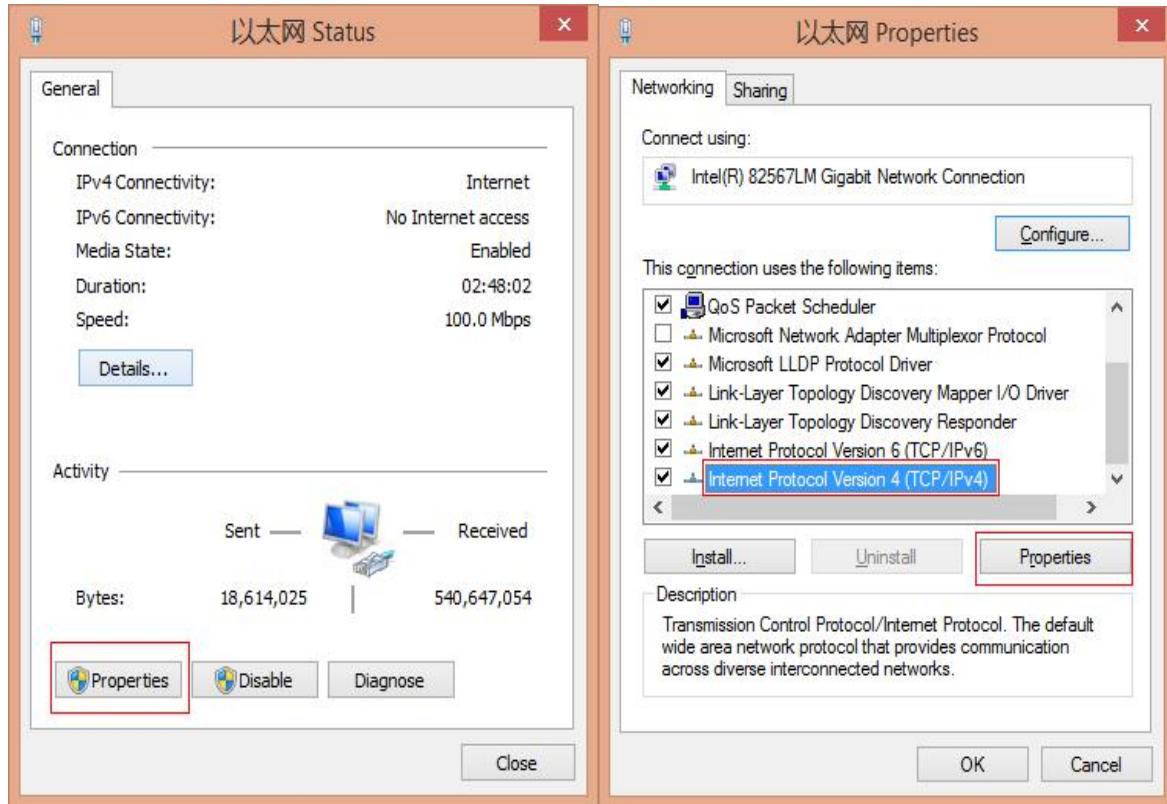 以太网 Status
General
Connection
IPv4 Connectivity: Internet
IPv6 Connectivity: No Internet access
Media State: Enabled
Duration: 02:48:02
Speed: 100.0 Mbps
Details...
Activity
Sent Received
Bytes: 18,614,025 540,647,054
Properties Disable Diagnose
Close
以太网 Properties
Networking Sharing
Connect using:
Intel(R) 82567LM Gigabit Network Connection
Configure...
This connection uses the following items:
QoS Packet Scheduler
Microsoft Network Adapter Multiplexor Protocol
Microsoft LLDP Protocol Driver
Link-Layer Topology Discovery Mapper I/O Driver
Link-Layer Topology Discovery Responder
Internet Protocol Version 6 (TCP/IPv6)
Internet Protocol Version 4 (TCP/IPv4)
Install... Uninstall Properties
Description
Transmission Control Protocol/Internet Protocol. The default
wide area network protocol that provides communication
across diverse interconnected networks.
OK Cancel